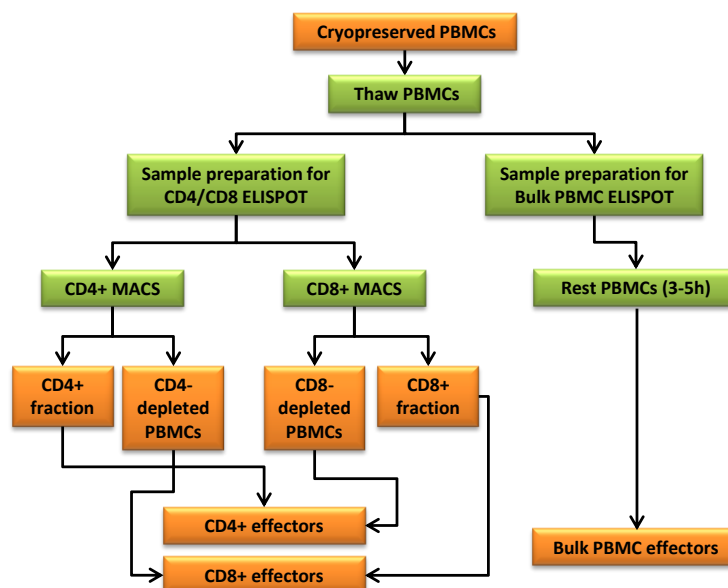 Cryopreserved PBMCs
Thaw PBMCs
Sample preparation for
CD4/CD8 ELISPOT
Sample preparation for
Bulk PBMC ELISPOT
CD4+ MACS
CD8+ MACS
Rest PBMCs (3-5h)
CD4+
fraction
CD4-
depleted
PBMCs
CD8-
depleted
PBMCs
CD8+
fraction
CD4+ effectors
Bulk PBMC effectors
CD8+ effectors